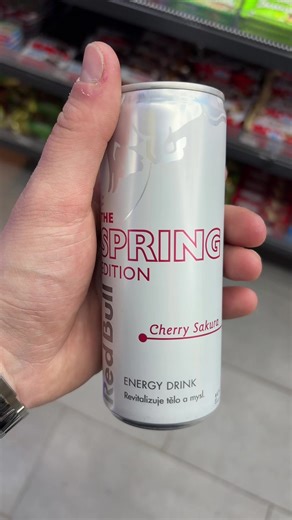 THE
SPRING
EDITION
Red Bull
Cherry Sakura
ENERGY DRINK
Revitalizuje tělo a mysl.